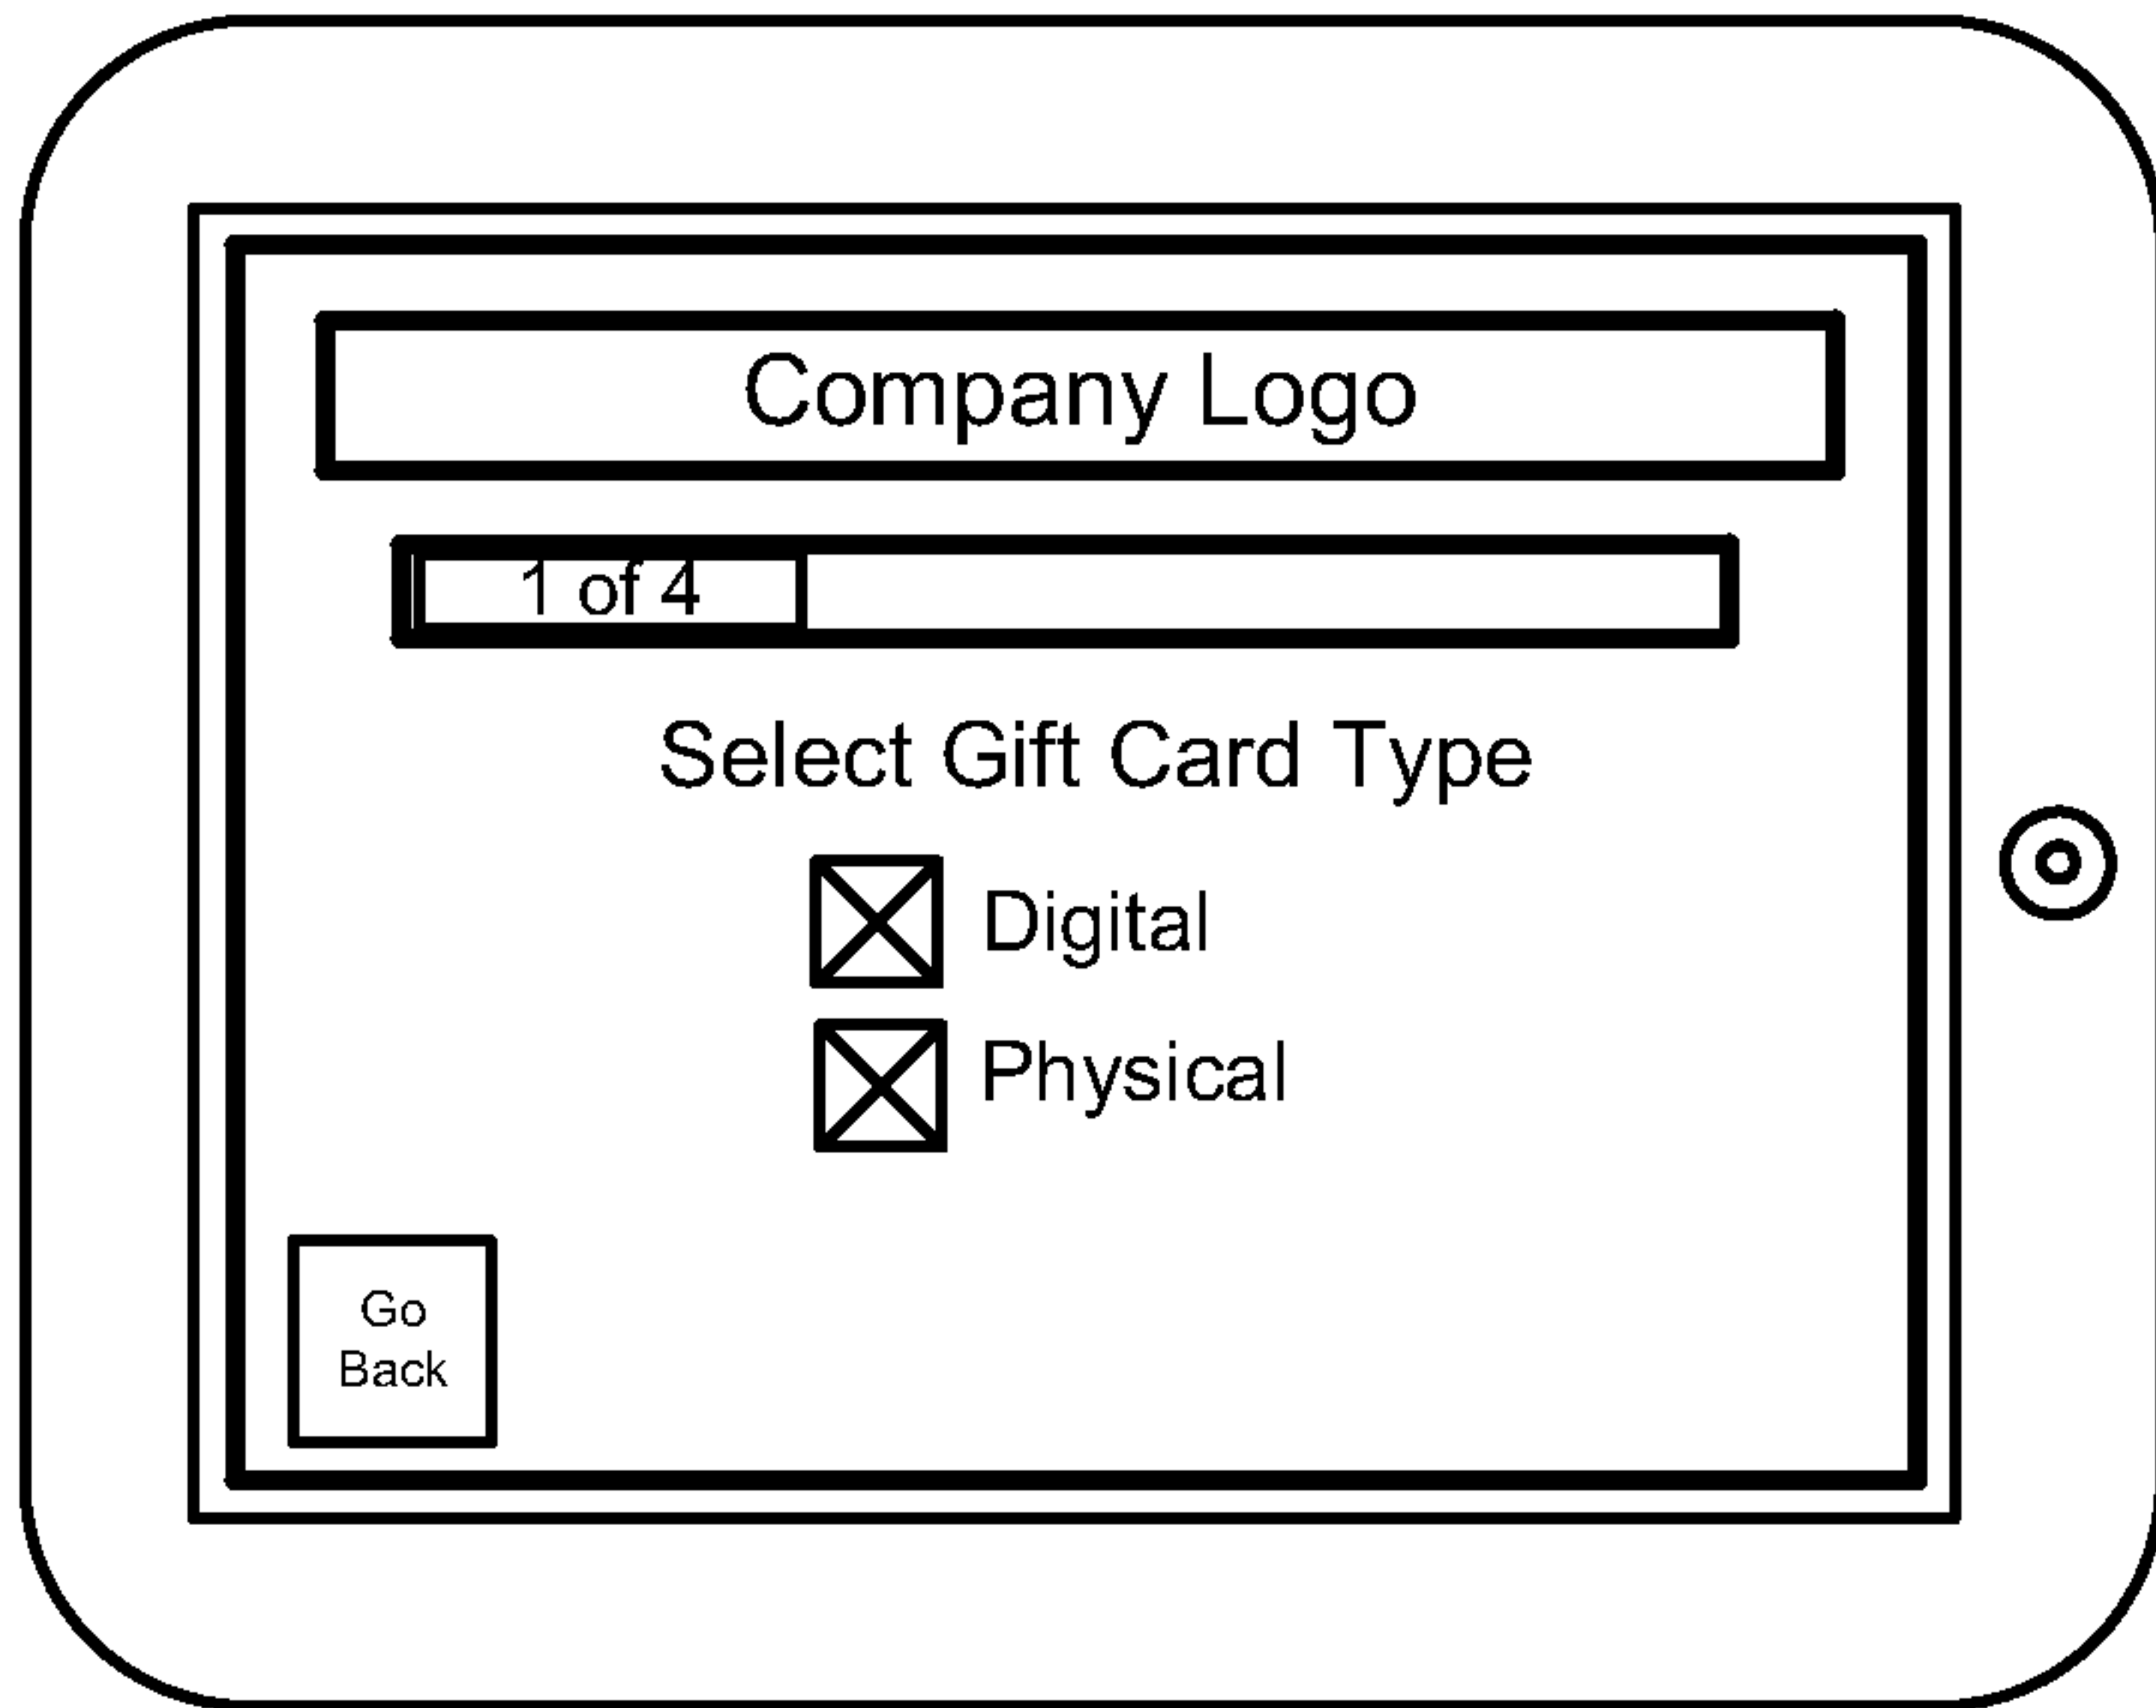 Company Logo
1 of 4
Select Gift Card Type
Digital
Physical
Go
Back